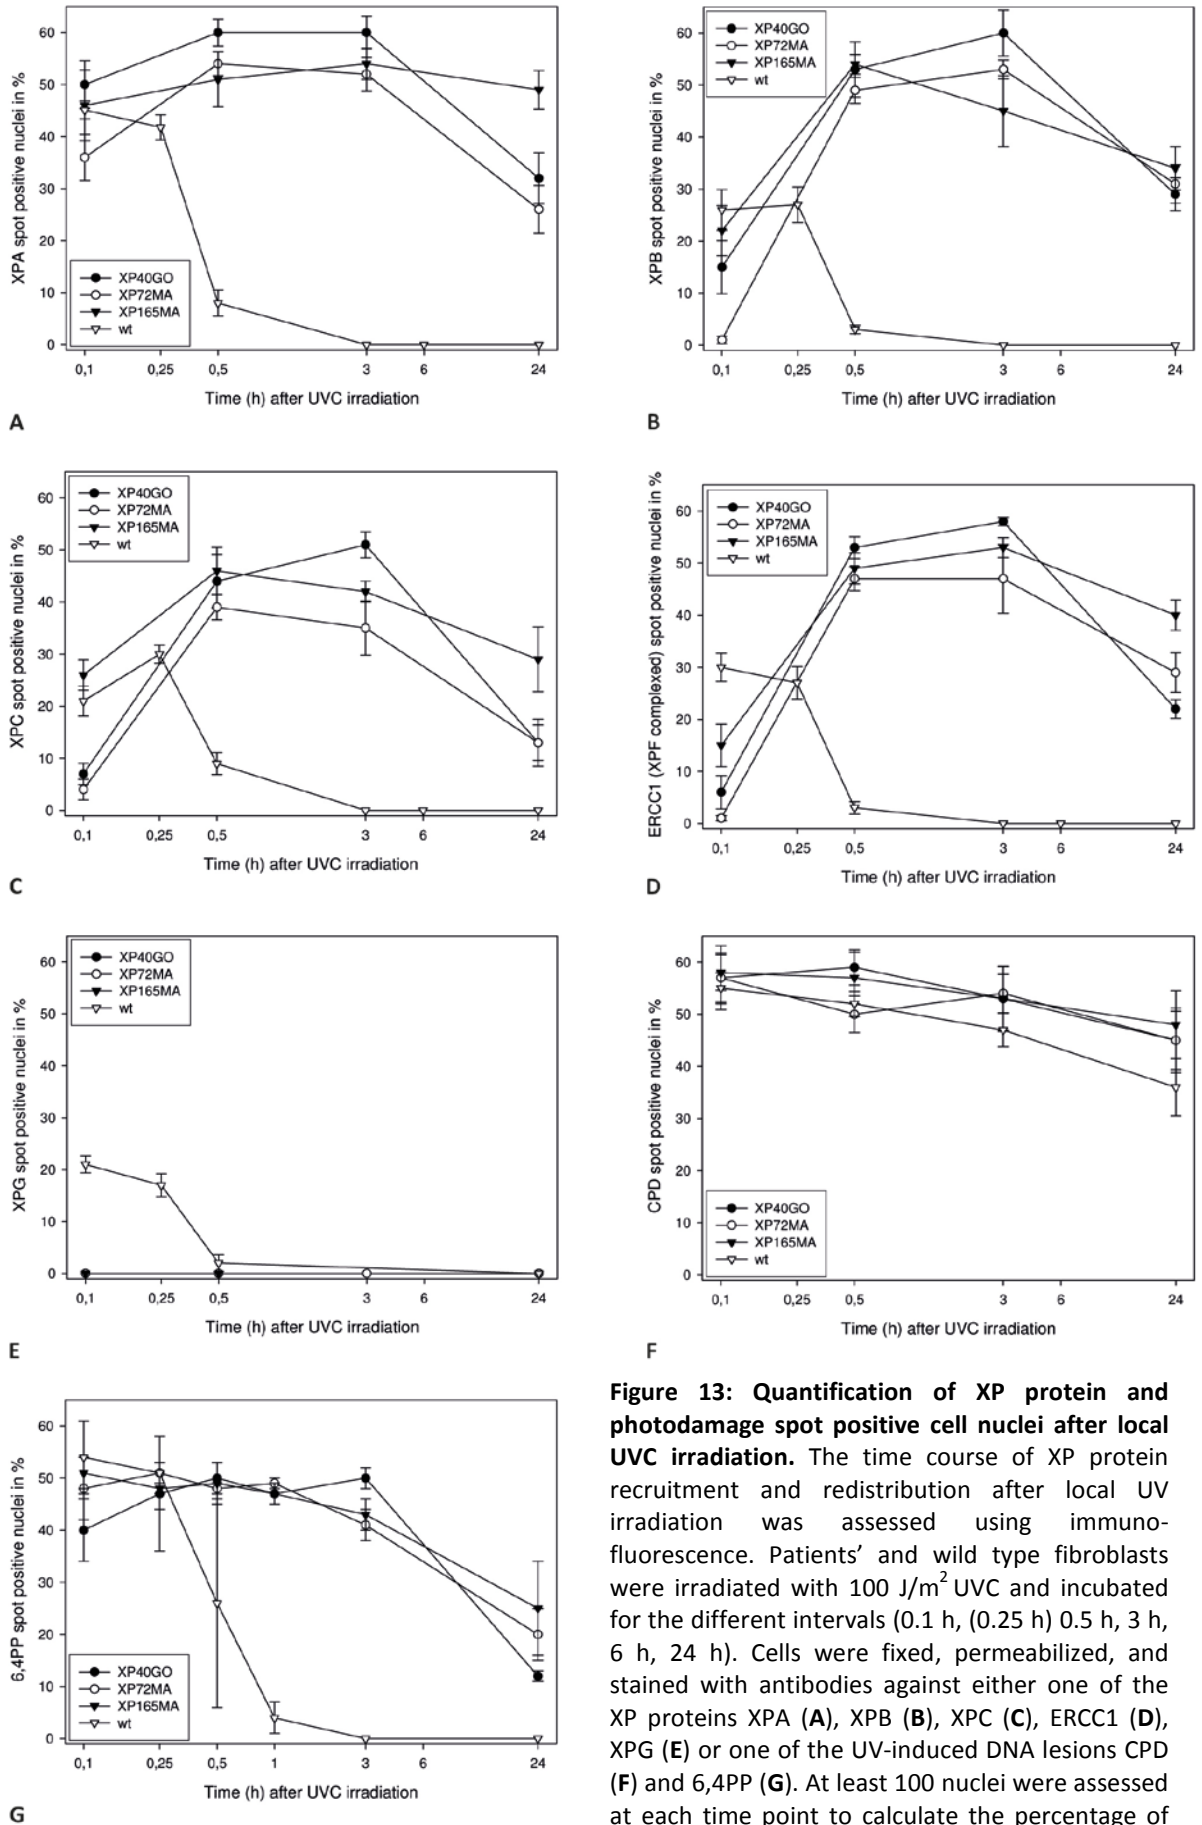 XPA spot positive nuclei in %
60
50
40
30
20
10
0
XP40GO
XP72MA
XP165MA
wt
0,1 0,25 0,5 3 6 24
Time (h) after UVC irradiation
A
XPB spot positive nuclei in %
60
50
40
30
20
10
0
XP40GO
XP72MA
XP165MA
wt
0,1 0,25 0,5 3 6 24
Time (h) after UVC irradiation
B
XPC spot positive nuclei in %
60
50
40
30
20
10
0
XP40GO
XP72MA
XP165MA
wt
0,1 0,25 0,5 3 6 24
Time (h) after UVC irradiation
C
ERCC1 (XPF complexed) spot positive nuclei in %
60
50
40
30
20
10
0
XP40GO
XP72MA
XP165MA
wt
0,1 0,25 0,5 3 6 24
Time (h) after UVC irradiation
D
XPG spot positive nuclei in %
60
50
40
30
20
10
0
XP40GO
XP72MA
XP165MA
wt
0,1 0,25 0,5 3 6 24
Time (h) after UVC irradiation
E
CPD spot positive nuclei in %
60
50
40
30
20
10
0
XP40GO
XP72MA
XP165MA
wt
0,1 0,25 0,5 3 6 24
Time (h) after UVC irradiation
F
6,4PP spot positive nuclei in %
60
50
40
30
20
10
0
XP40GO
XP72MA
XP165MA
wt
0,1 0,25 0,5 1 3 6 24
Time (h) after UVC irradiation
G
Figure 13: Quantification of XP protein and
photodamage spot positive cell nuclei after local
UVC irradiation. The time course of XP protein
recruitment and redistribution after local UV
irradiation was assessed using immuno-
fluorescence. Patients’ and wild type fibroblasts
were irradiated with 100 J/m² UVC and incubated
for the different intervals (0.1 h, (0.25 h) 0.5 h, 3 h,
6 h, 24 h). Cells were fixed, permeabilized, and
stained with antibodies against either one of the
XP proteins XPA (A), XPB (B), XPC (C), ERCC1 (D),
XPG (E) or one of the UV-induced DNA lesions CPD
(F) and 6,4PP (G). At least 100 nuclei were assessed
at each time point to calculate the percentage of